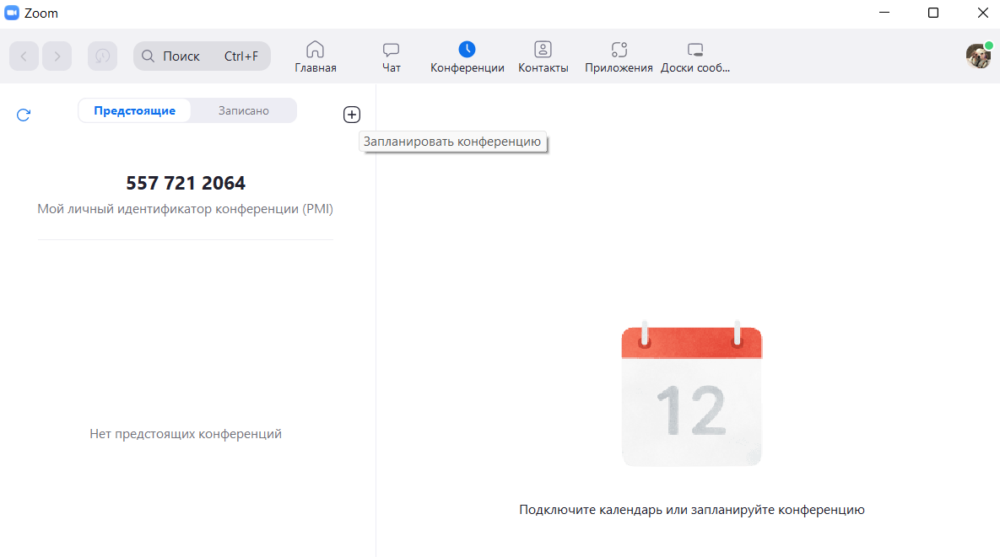 Zoom
Поиск Ctrl+F
Главная
Чат
Конференции
Контакты
Приложения
Доски сооб...
Предстоящие
Записано
Запланировать конференцию
557 721 2064
Мой личный идентификатор конференции (PMI)
Нет предстоящих конференций
12
Подключите календарь или запланируйте конференцию